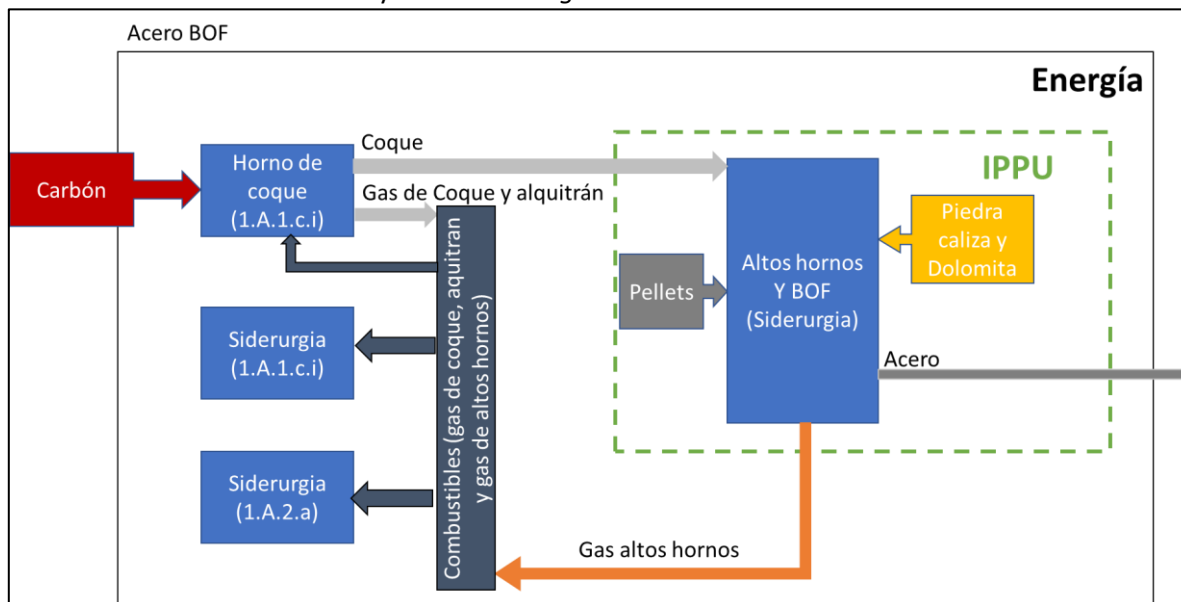 Acero BOF
Energía
Carbón
Horno de
coque
(1.A.1.c.i)
Coque
Gas de Coque y alquitrán
IPPU
Piedra
caliza y
Dolomita
Pellets
Altos hornos
Y BOF
(Siderurgia)
Siderurgia
(1.A.1.c.i)
Acero
Siderurgia
(1.A.2.a)
Combustibles (gas de coque, aquitran
y gas de altos hornos)
Gas altos hornos